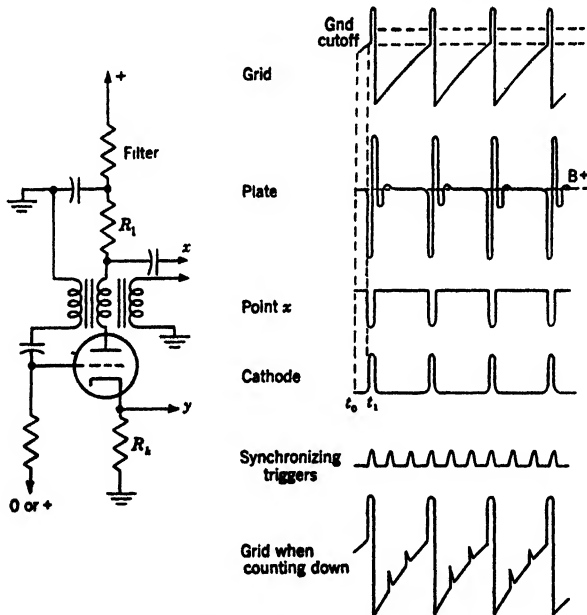 +
Filter
R₁
x
y
Rₖ
0 or +
Gnd
cutoff
Grid
Plate
B+
Point x
Cathode
t₀ t₁
Synchronizing
triggers
Grid when
counting down